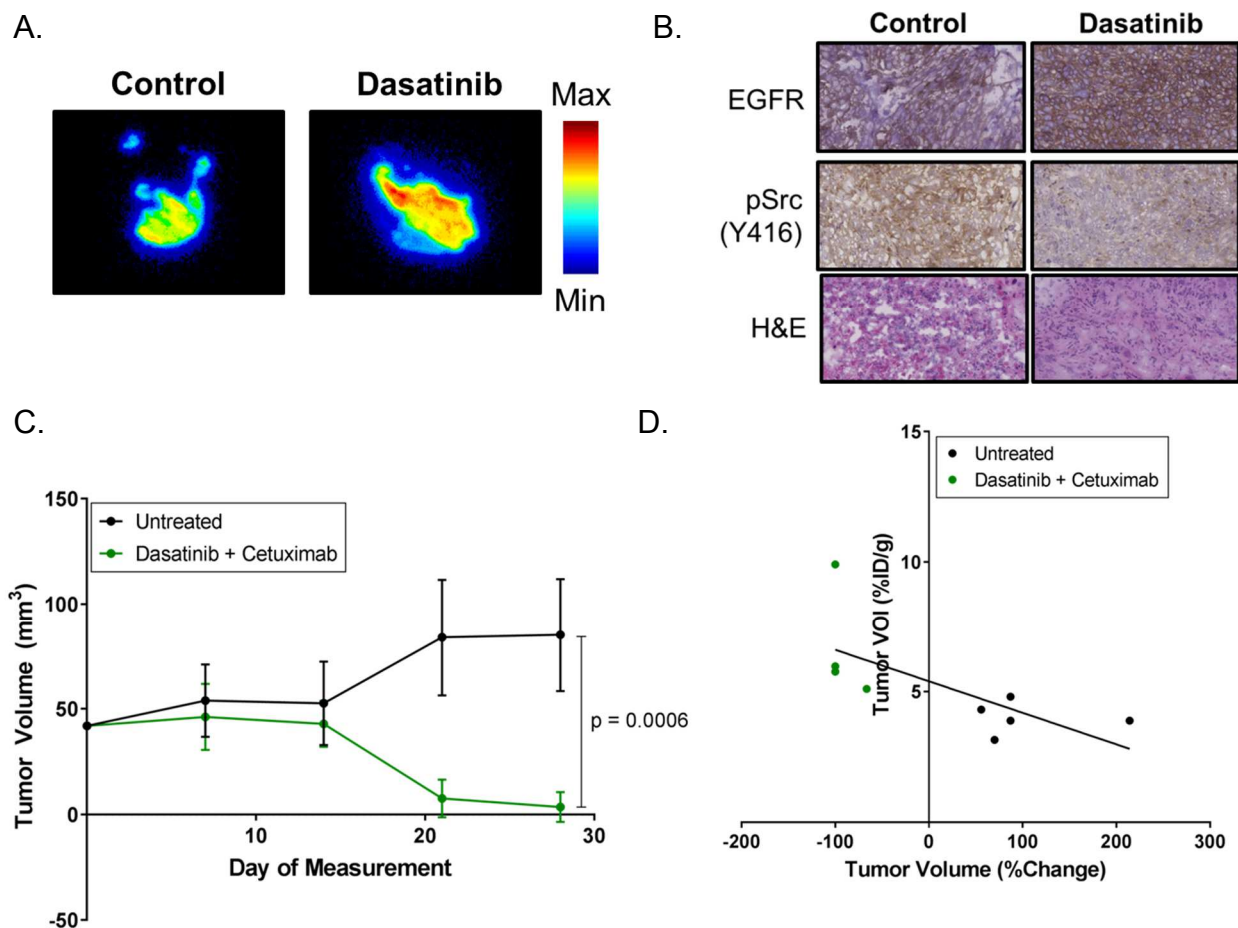 A.
Control
Dasatinib
Max
Min
B.
Control
Dasatinib
EGFR
pSrc
(Y416)
H&E
C.
150
100
50
0
-50
10
20
30
Untreated
Dasatinib + Cetuximab
p = 0.0006
Tumor Volume (mm³)
Day of Measurement
D.
15
10
5
Untreated
Dasatinib + Cetuximab
Tumor VOI (%ID/g)
-200
-100
0
100
200
300
Tumor Volume (%Change)